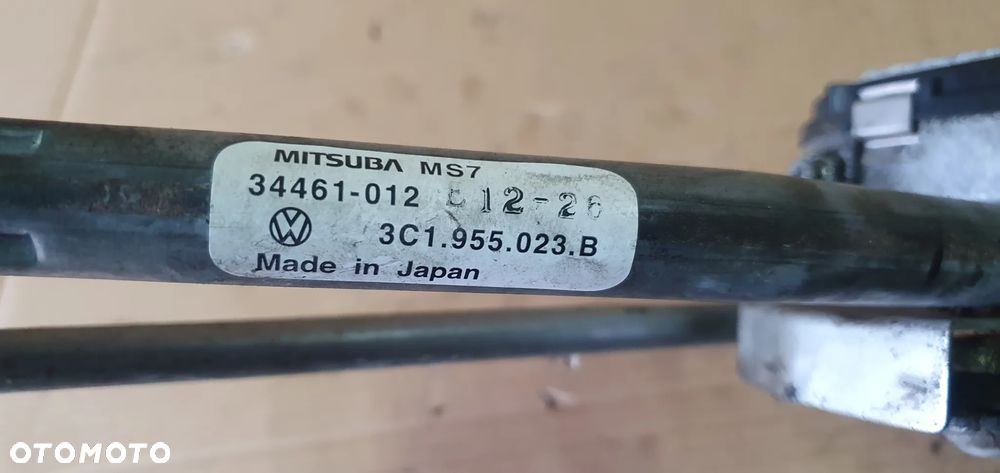 MITSUBA MS7
34461-012 12-26
3C1.955.023.B
Made in Japan
OTOMOTO